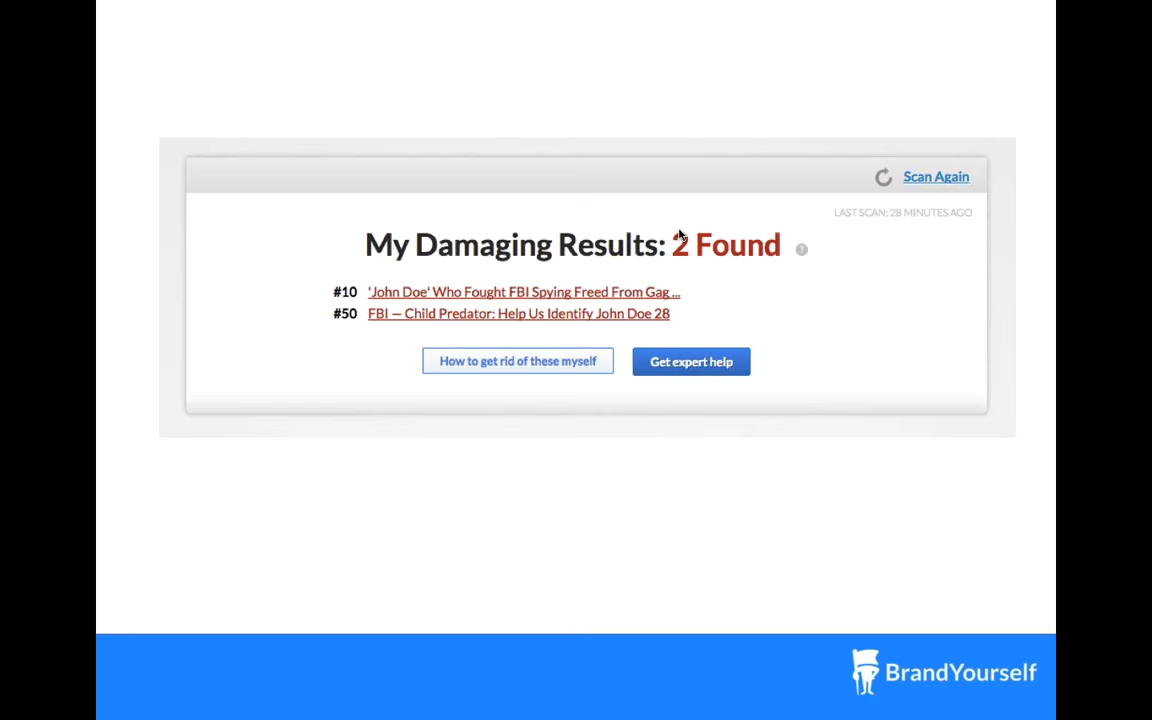 Scan Again
LAST SCAN: 28 MINUTES AGO
My Damaging Results: 2 Found ?
#10 'John Doe' Who Fought FBI Spying Freed From Gag ...
#50 FBI — Child Predator: Help Us Identify John Doe 28
How to get rid of these myself
Get expert help
BrandYourself